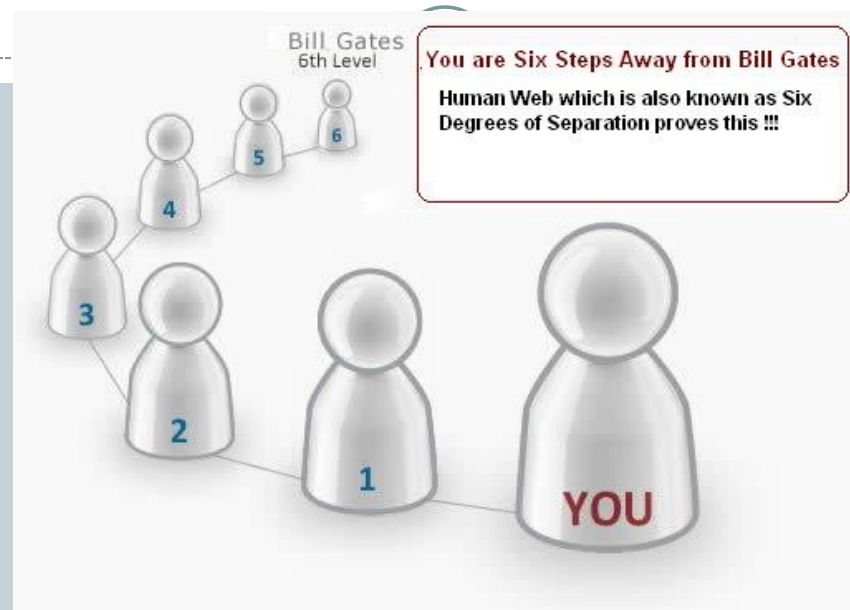 Bill Gates
6th Level
You are Six Steps Away from Bill Gates
Human Web which is also known as Six
Degrees of Separation proves this !!!
6
5
4
3
2
1
YOU